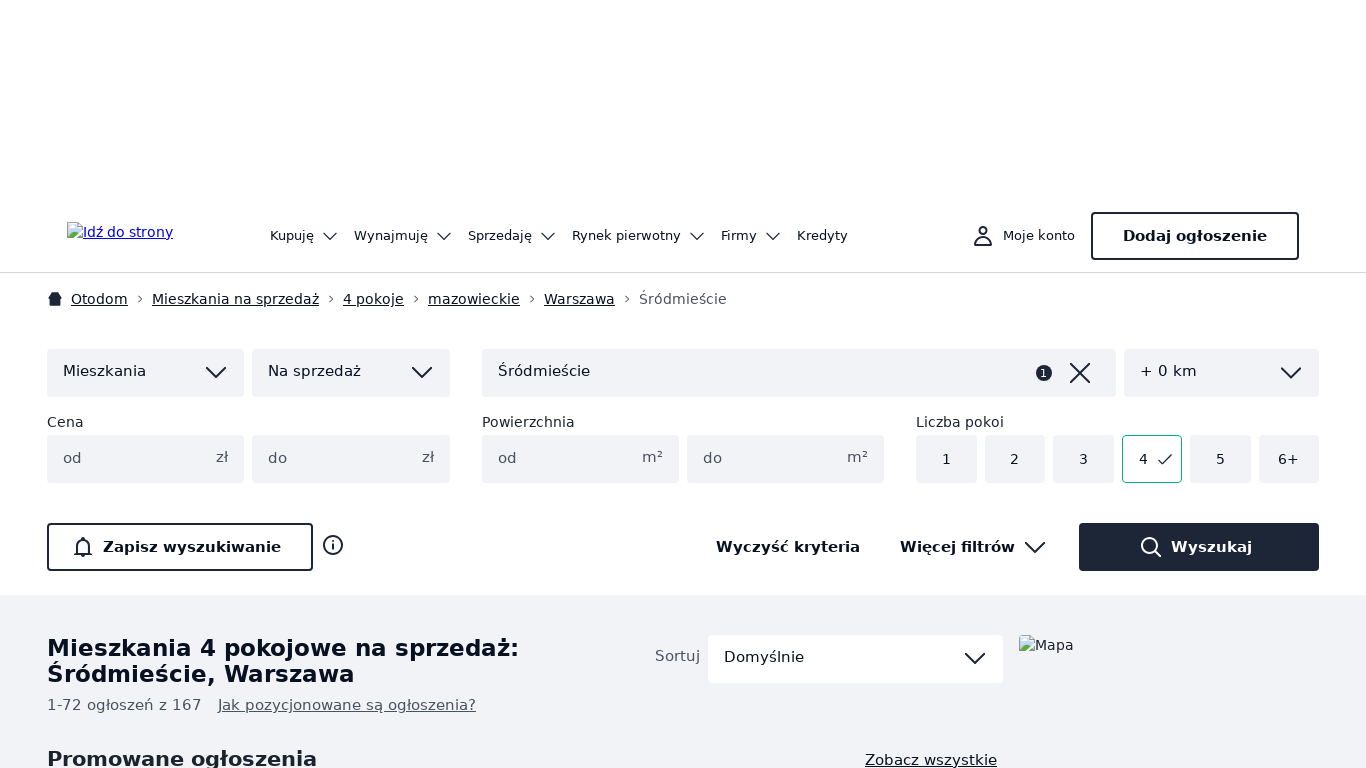 Idź do strony
Kupuję
Wynajmuję
Sprzedaję
Rynek pierwotny
Firmy
Kredyty
Moje konto
Dodaj ogłoszenie
Otodom
Mieszkania na sprzedaż
4 pokoje
mazowieckie
Warszawa
Śródmieście
Mieszkania
Na sprzedaż
Śródmieście
1
+ 0 km
Cena
od zł
do zł
Powierzchnia
od m²
do m²
Liczba pokoi
1
2
3
4
5
6+
Zapisz wyszukiwanie
Wyczyść kryteria
Więcej filtrów
Wyszukaj
Mieszkania 4 pokojowe na sprzedaż:
Śródmieście, Warszawa
1-72 ogłoszeń z 167
Jak pozycjonowane są ogłoszenia?
Sortuj
Domyślnie
Mapa
Promowane ogłoszenia
Zobacz wszystkie